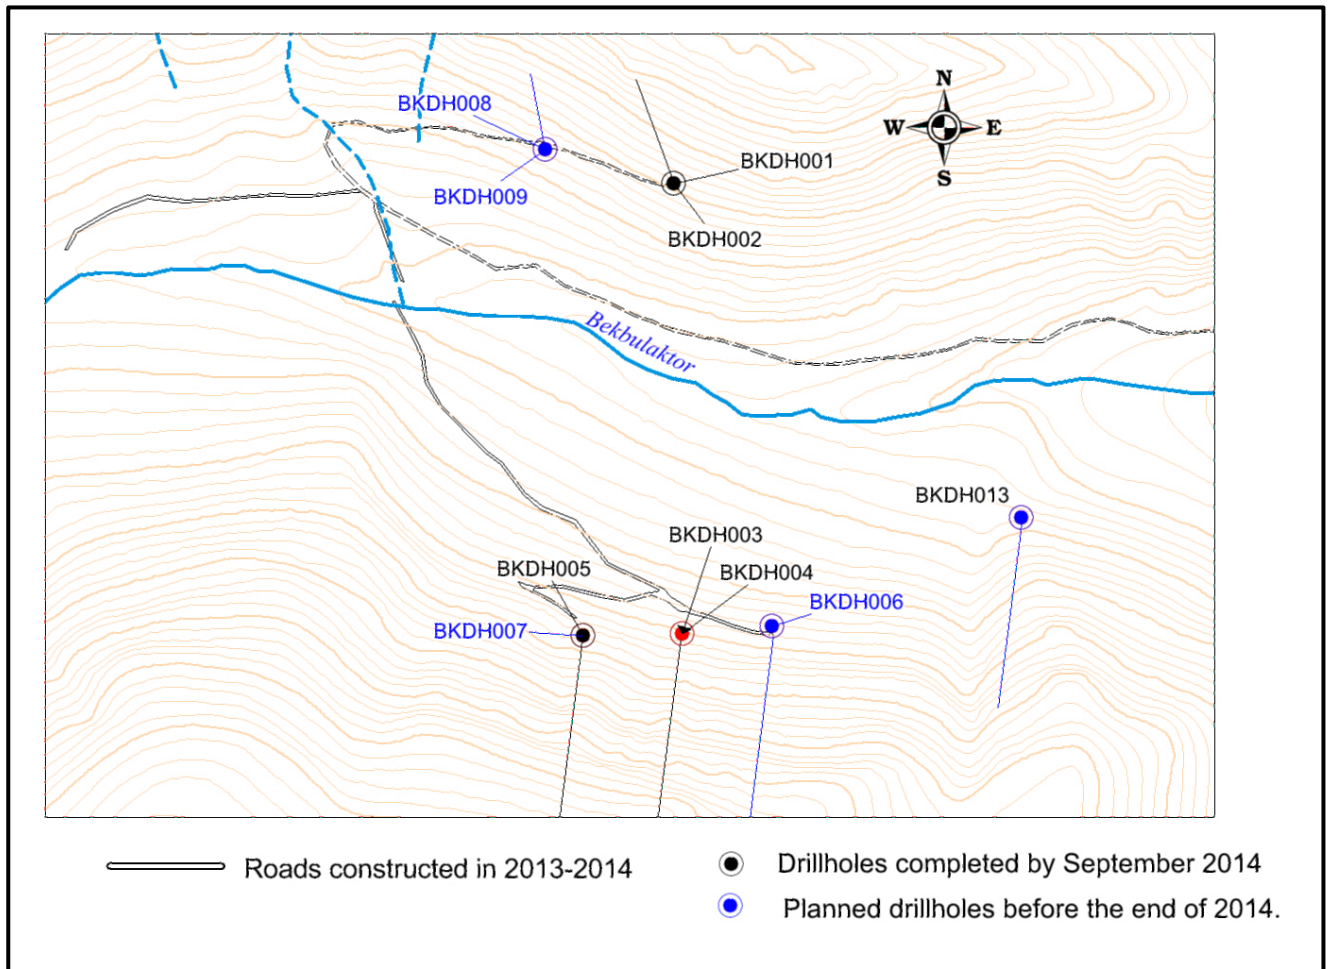 N
W E
S
BKDH008
BKDH001
BKDH009
BKDH002
Bekbulaktor
BKDH013
BKDH003
BKDH005
BKDH004
BKDH006
BKDH007
Roads constructed in 2013-2014
Drillholes completed by September 2014
Planned drillholes before the end of 2014.